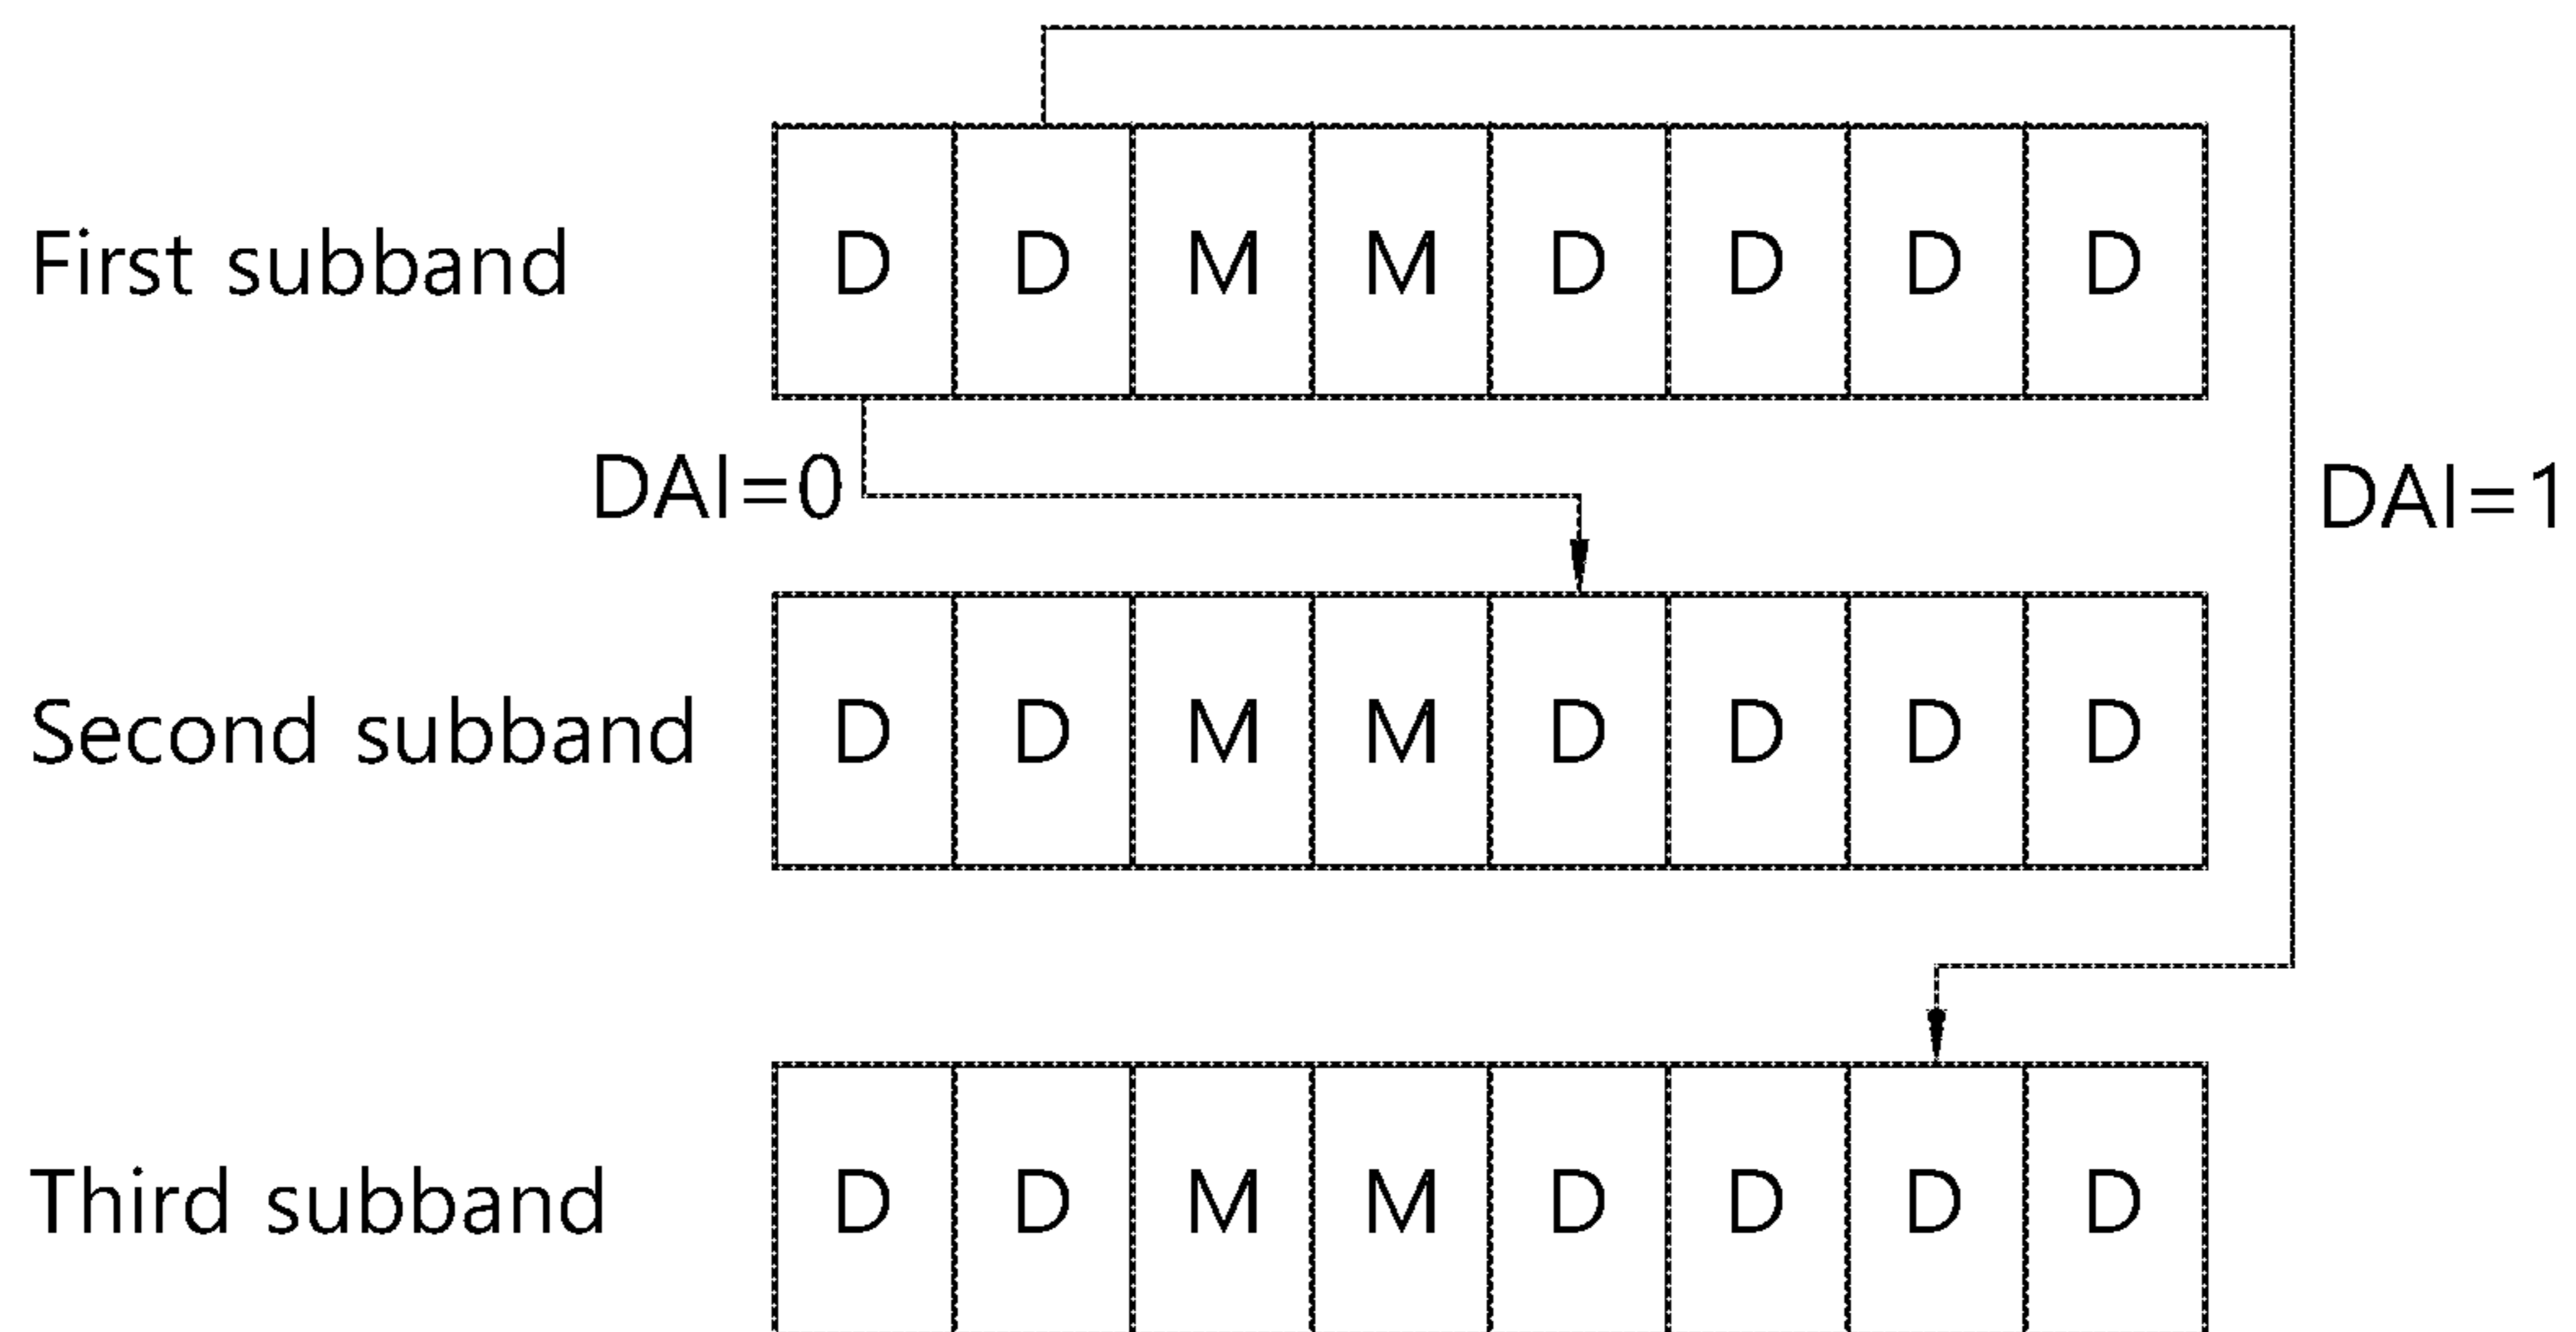 First subband D D M M D D D D
DAI=0 DAI=1
Second subband D D M M D D D D
Third subband D D M M D D D D